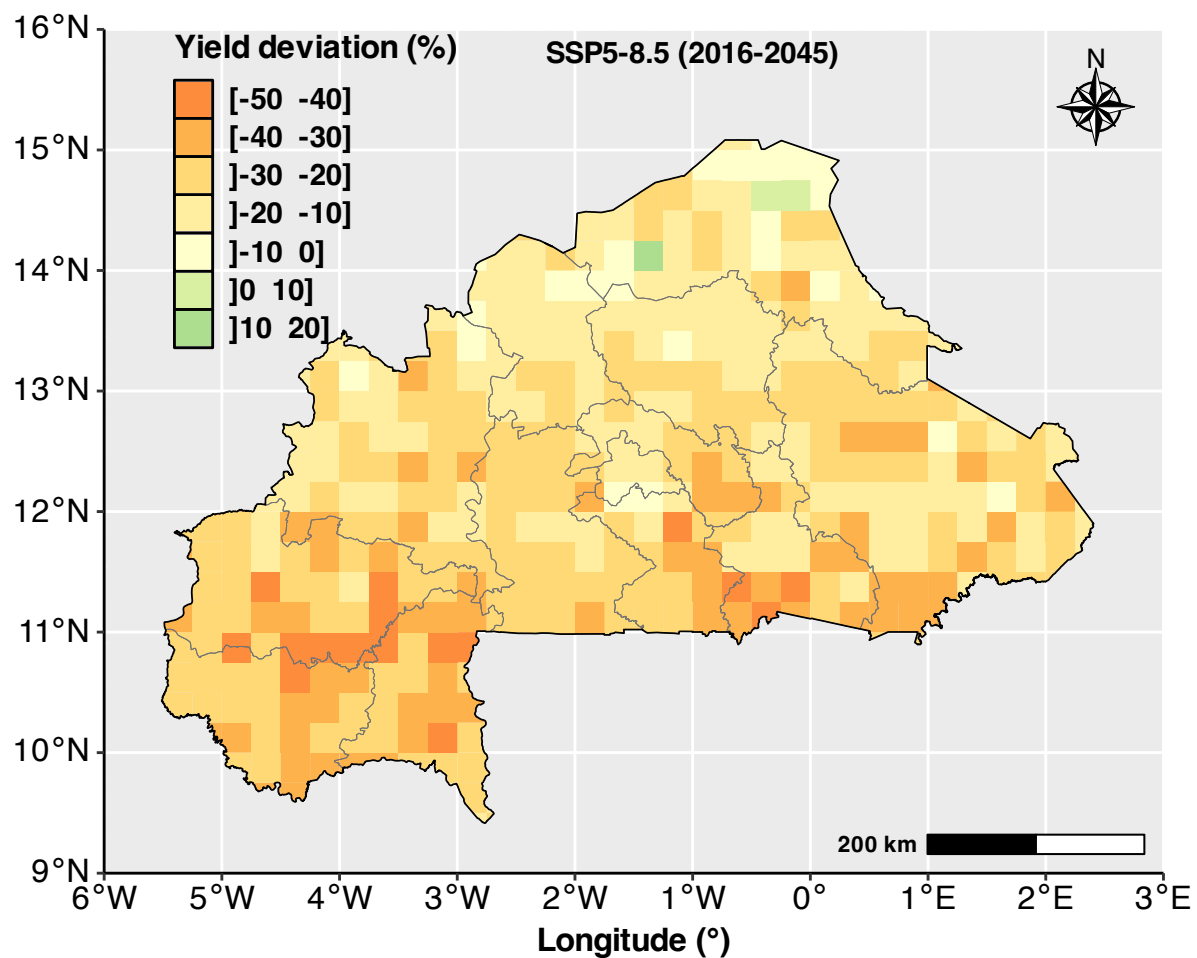 Yield deviation (%)
SSP5-8.5 (2016-2045)
N
[-50 -40]
[-40 -30]
]-30 -20]
]-20 -10]
]-10 0]
]0 10]
]10 20]
16°N
15°N
14°N
13°N
12°N
11°N
10°N
9°N
200 km
6°W 5°W 4°W 3°W 2°W 1°W 0° 1°E 2°E 3°E
Longitude (°)